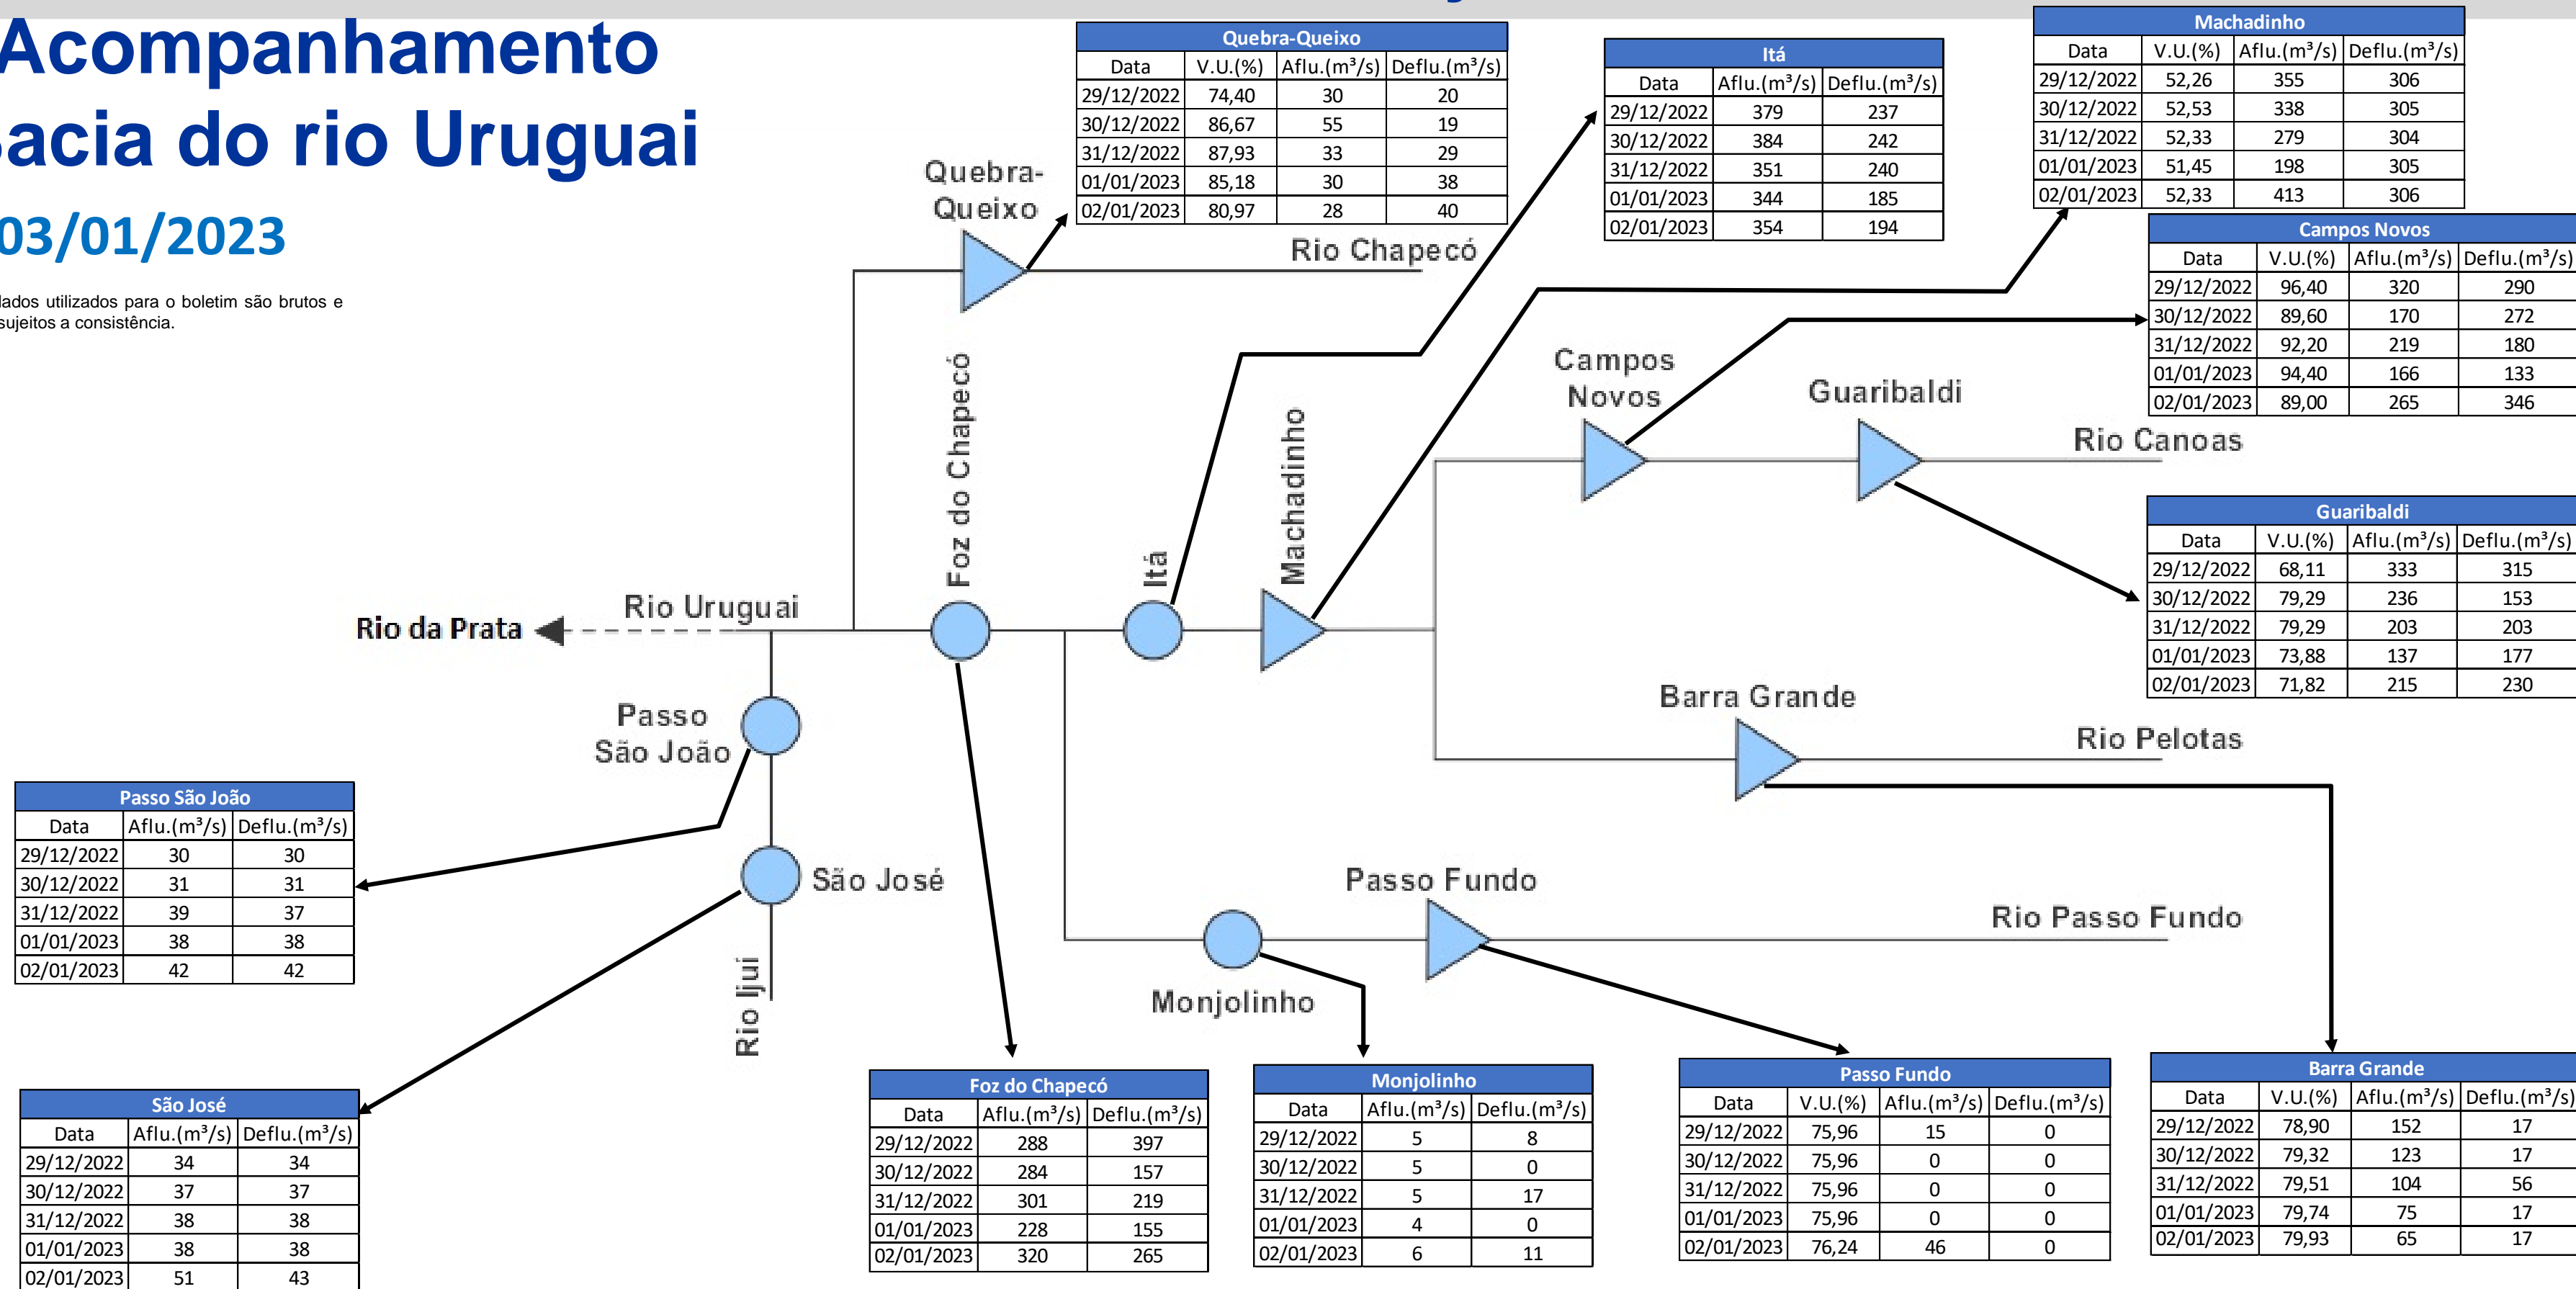 Acompanhamento
Bacia do rio Uruguai
03/01/2023
dados utilizados para o boletim são brutos e
sujeitos a consistência.
Quebra-Queixo
Data V.U.(%) Aflu.(m³/s) Deflu.(m³/s)
29/12/2022 74,40 30 20
30/12/2022 86,67 55 19
31/12/2022 87,93 33 29
01/01/2023 85,18 30 38
02/01/2023 80,97 28 40
Itá
Data Aflu.(m³/s) Deflu.(m³/s)
29/12/2022 379 237
30/12/2022 384 242
31/12/2022 351 240
01/01/2023 344 185
02/01/2023 354 194
Machadinho
Data V.U.(%) Aflu.(m³/s) Deflu.(m³/s)
29/12/2022 52,26 355 306
30/12/2022 52,53 338 305
31/12/2022 52,33 279 304
01/01/2023 51,45 198 305
02/01/2023 52,33 413 306
Campos Novos
Data V.U.(%) Aflu.(m³/s) Deflu.(m³/s)
29/12/2022 96,40 320 290
30/12/2022 89,60 170 272
31/12/2022 92,20 219 180
01/01/2023 94,40 166 133
02/01/2023 89,00 265 346
Quebra-
Queixo
Rio Chapecó
Foz do Chapecó
Itá
Machadinho
Campos
Novos
Guaribaldi
Rio Canoas
Guaribaldi
Data V.U.(%) Aflu.(m³/s) Deflu.(m³/s)
29/12/2022 68,11 333 315
30/12/2022 79,29 236 153
31/12/2022 79,29 203 203
01/01/2023 73,88 137 177
02/01/2023 71,82 215 230
Rio da Prata
Rio Uruguai
Passo
São João
Barra Grande
Rio Pelotas
São José
Rio Ijui
Passo Fundo
Rio Passo Fundo
Monjolinho
Passo São João
Data Aflu.(m³/s) Deflu.(m³/s)
29/12/2022 30 30
30/12/2022 31 31
31/12/2022 39 37
01/01/2023 38 38
02/01/2023 42 42
São José
Data Aflu.(m³/s) Deflu.(m³/s)
29/12/2022 34 34
30/12/2022 37 37
31/12/2022 38 38
01/01/2023 38 38
02/01/2023 51 43
Foz do Chapecó
Data Aflu.(m³/s) Deflu.(m³/s)
29/12/2022 288 397
30/12/2022 284 157
31/12/2022 301 219
01/01/2023 228 155
02/01/2023 320 265
Monjolinho
Data Aflu.(m³/s) Deflu.(m³/s)
29/12/2022 5 8
30/12/2022 5 0
31/12/2022 5 17
01/01/2023 4 0
02/01/2023 6 11
Passo Fundo
Data V.U.(%) Aflu.(m³/s) Deflu.(m³/s)
29/12/2022 75,96 15 0
30/12/2022 75,96 0 0
31/12/2022 75,96 0 0
01/01/2023 75,96 0 0
02/01/2023 76,24 46 0
Barra Grande
Data V.U.(%) Aflu.(m³/s) Deflu.(m³/s)
29/12/2022 78,90 152 17
30/12/2022 79,32 123 17
31/12/2022 79,51 104 56
01/01/2023 79,74 75 17
02/01/2023 79,93 65 17